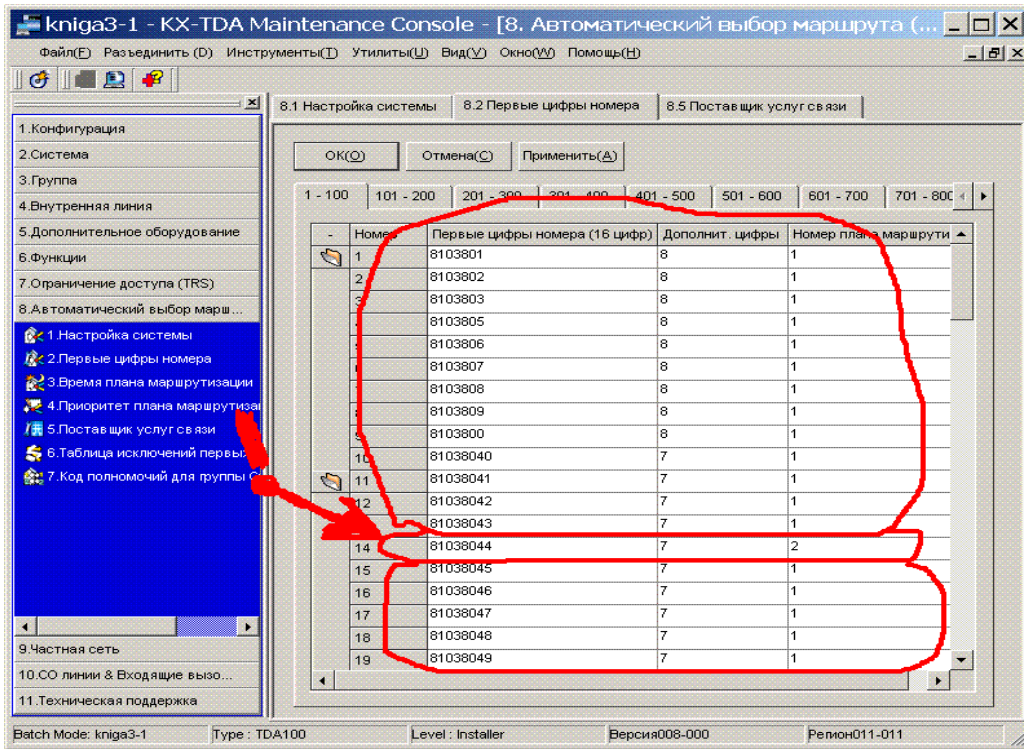 kniga3-1 - KX-TDA Maintenance Console - [8. Автоматический выбор маршрута (...
Файл(F) Разъединить (D) Инструменты(T) Утилиты(U) Вид(V) Окно(W) Помощь(H)
8.1 Настройка системы 8.2 Первые цифры номера 8.5 Поставщик услуг связи
1.Конфигурация
2.Система
3.Группа
4.Внутренняя линия
5.Дополнительное оборудование
6.Функции
7.Ограничение доступа (TRS)
8.Автоматический выбор марш...
1.Настройка системы
2.Первые цифры номера
3.Время плана маршрутизации
4.Приоритет плана маршрутиза
5.Поставщик услуг связи
6.Таблица исключений первы
7.Код полномочий для группы
9.Частная сеть
10.CO линии & Входящие вызо...
11.Техническая поддержка
ОК(O) Отмена(C) Применить(A)
1 - 100 101 - 200 201 - 300 301 - 400 401 - 500 501 - 600 601 - 700 701 - 800
- Номер Первые цифры номера (16 цифр) Дополнит. цифры Номер плана маршрути
1 8103801 8 1
2 8103802 8 1
3 8103803 8 1
8103805 8 1
8103806 8 1
8103807 8 1
8103808 8 1
8103809 8 1
8103800 8 1
10 81038040 7 1
11 81038041 7 1
12 81038042 7 1
81038043 7 1
14 81038044 7 2
15 81038045 7 1
16 81038046 7 1
17 81038047 7 1
18 81038048 7 1
19 81038049 7 1
Batch Mode: kniga3-1 Type : TDA100 Level : Installer Версия008-000 Регион011-011